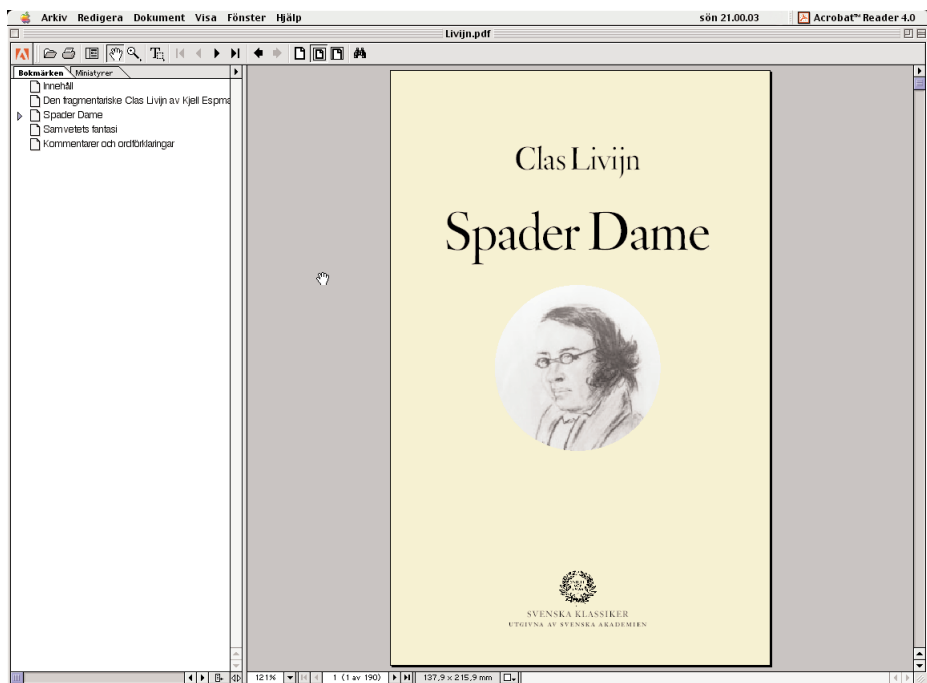 Arkiv Redigera Dokument Visa Fönster Hjälp sön 21.00.03 Acrobat™ Reader 4.0
Livijn.pdf
Bokmärken Miniatyrer
Innehåll
Den fragmentariske Clas Livijn av Kjell Espma
Spader Dame
Samvetets fantasi
Kommentarer och ordförklaringar
Clas Livijn
Spader Dame
SVENSKA KLASSIKER
UTGIVNA AV SVENSKA AKADEMIEN
121% 1 (1 av 190) 137,9 x 215,9 mm